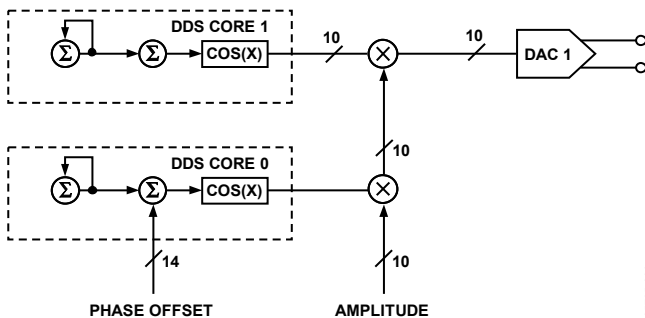 DDS CORE 1
Σ
Σ
COS(X)
10
×
10
DAC 1
10
DDS CORE 0
Σ
Σ
COS(X)
×
14
10
PHASE OFFSET
AMPLITUDE